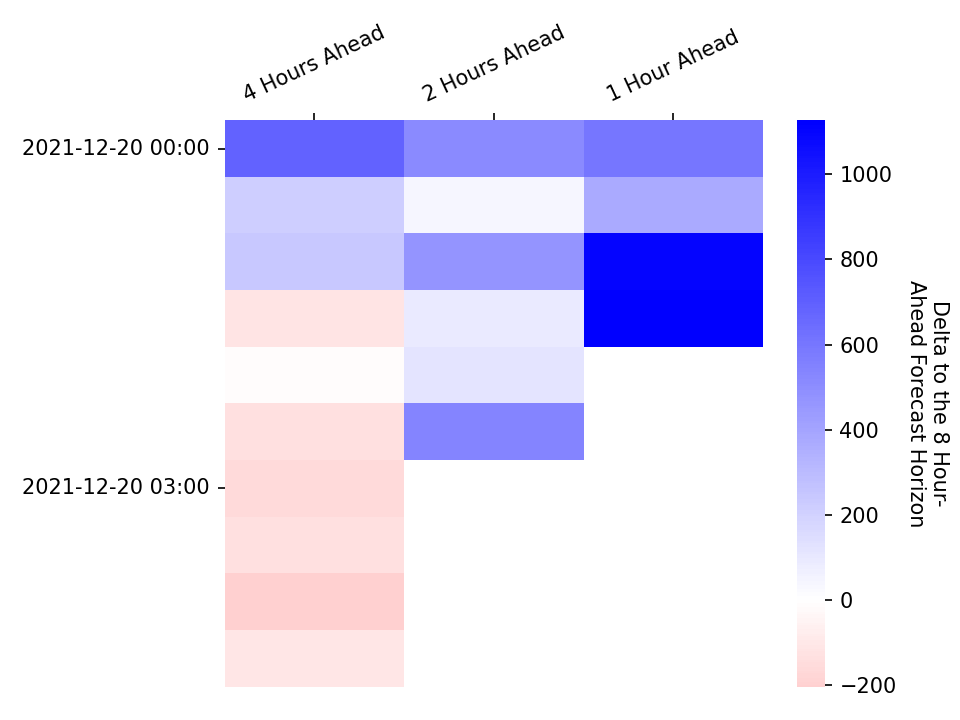 4 Hours Ahead
2 Hours Ahead
1 Hour Ahead
2021-12-20 00:00
2021-12-20 03:00
1000
800
600
400
200
0
−200
Delta to the 8 Hour-
Ahead Forecast Horizon